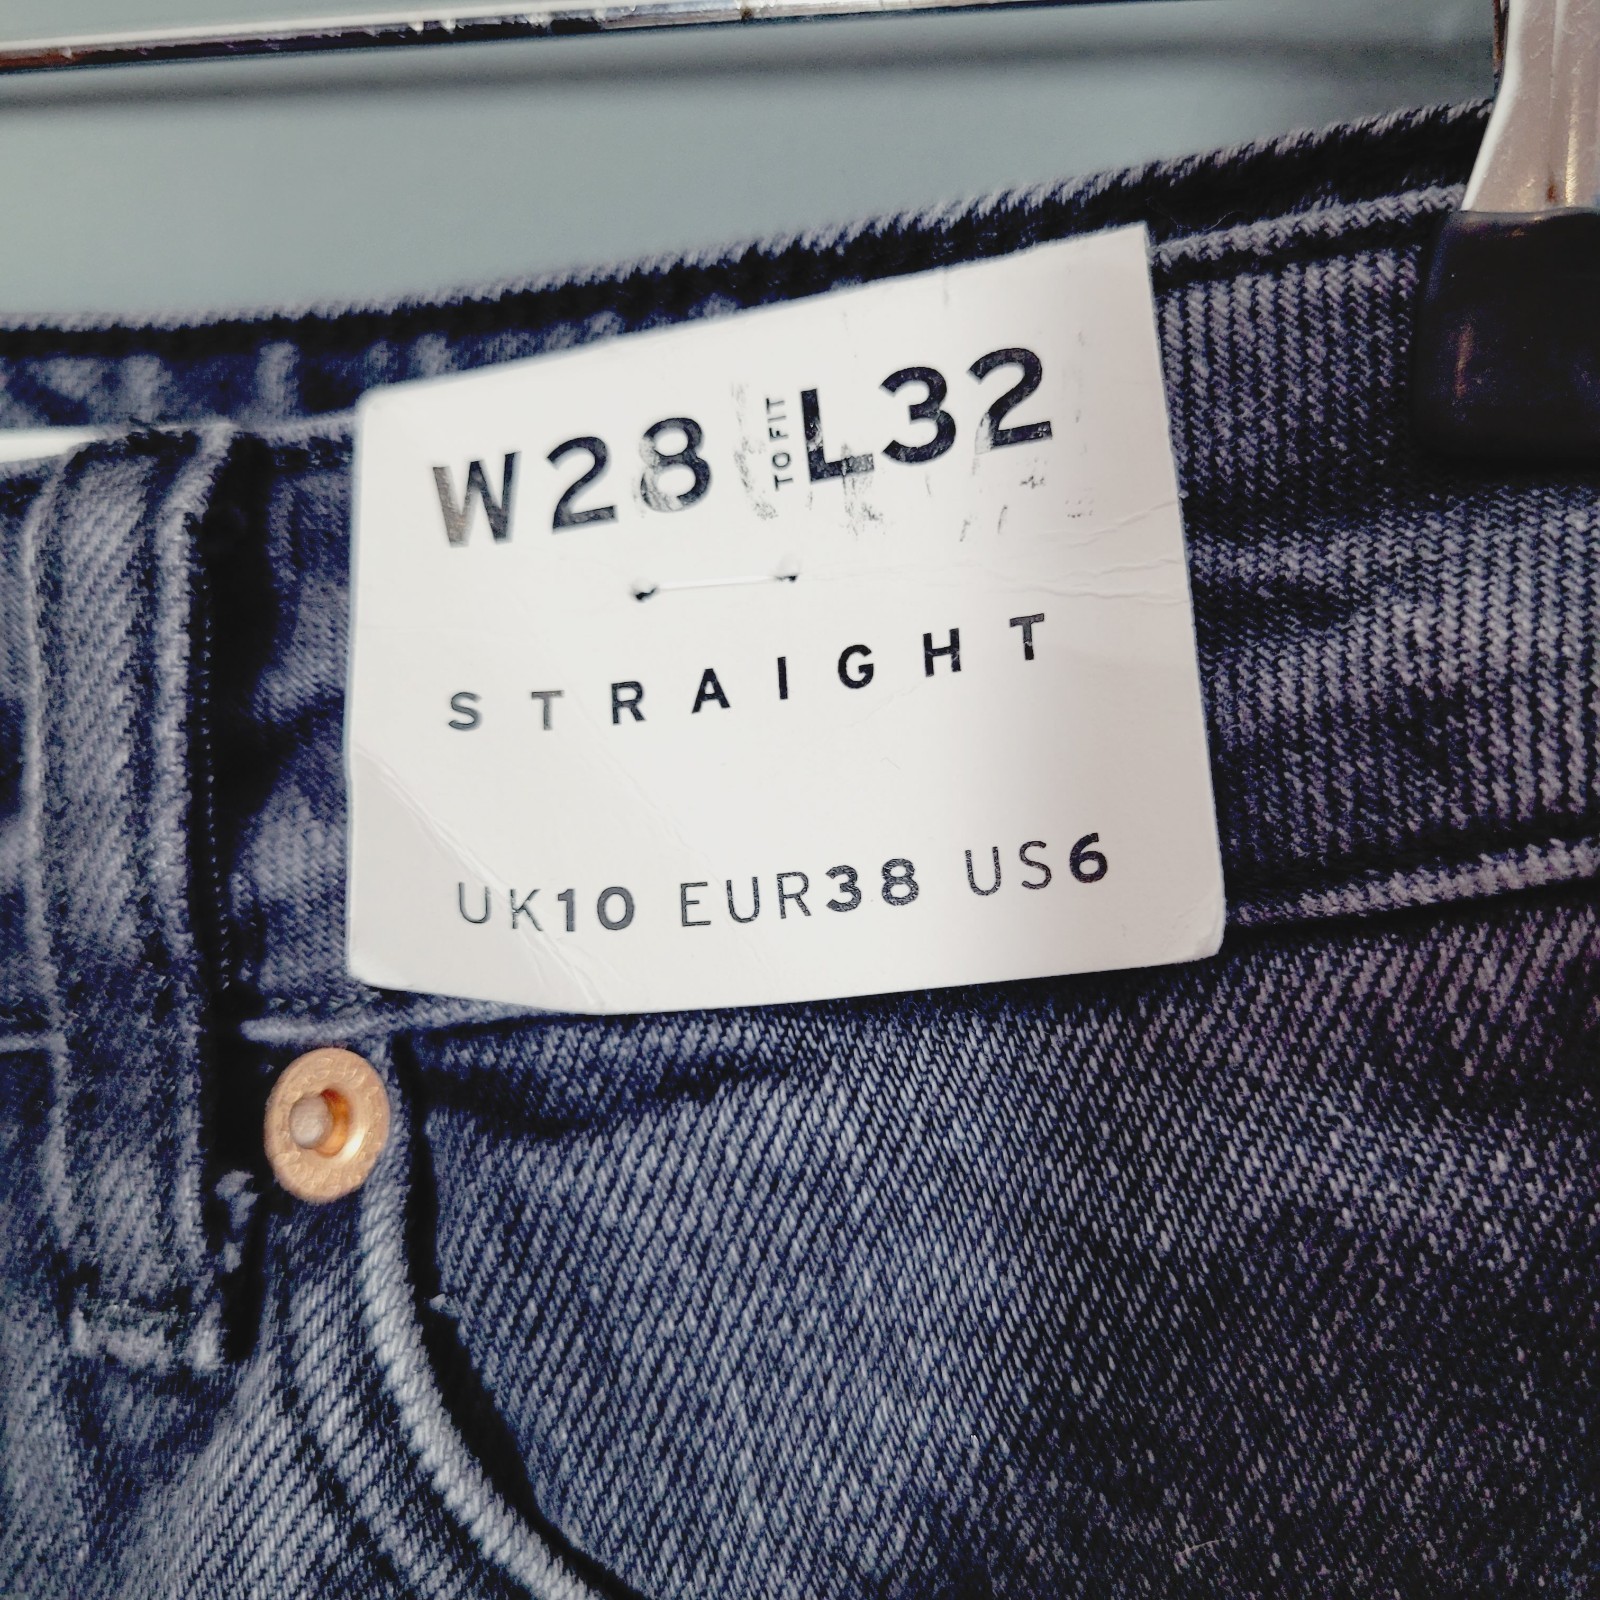 W28 TO FIT L32
STRAIGHT
UK10 EUR38 US6